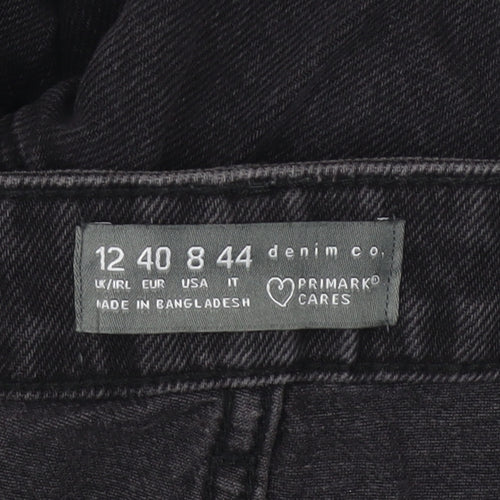 12 40 8 44 denim co.
UK/IRL EUR USA IT
PRIMARK®
CARES
MADE IN BANGLADESH